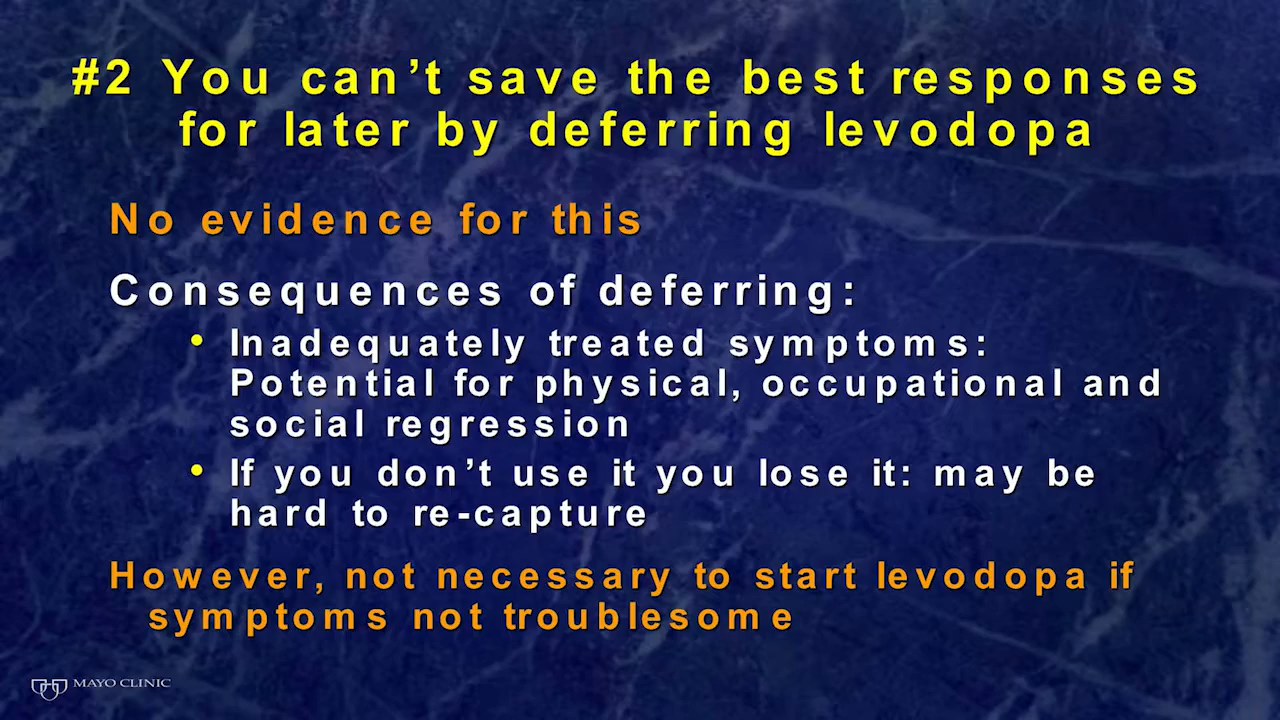 #2 You can’t save the best responses
for later by deferring levodopa
No evidence for this
Consequences of deferring:
• Inadequately treated symptoms:
Potential for physical, occupational and
social regression
• If you don’t use it you lose it: may be
hard to re-capture
However, not necessary to start levodopa if
symptoms not troublesome
MAYO CLINIC